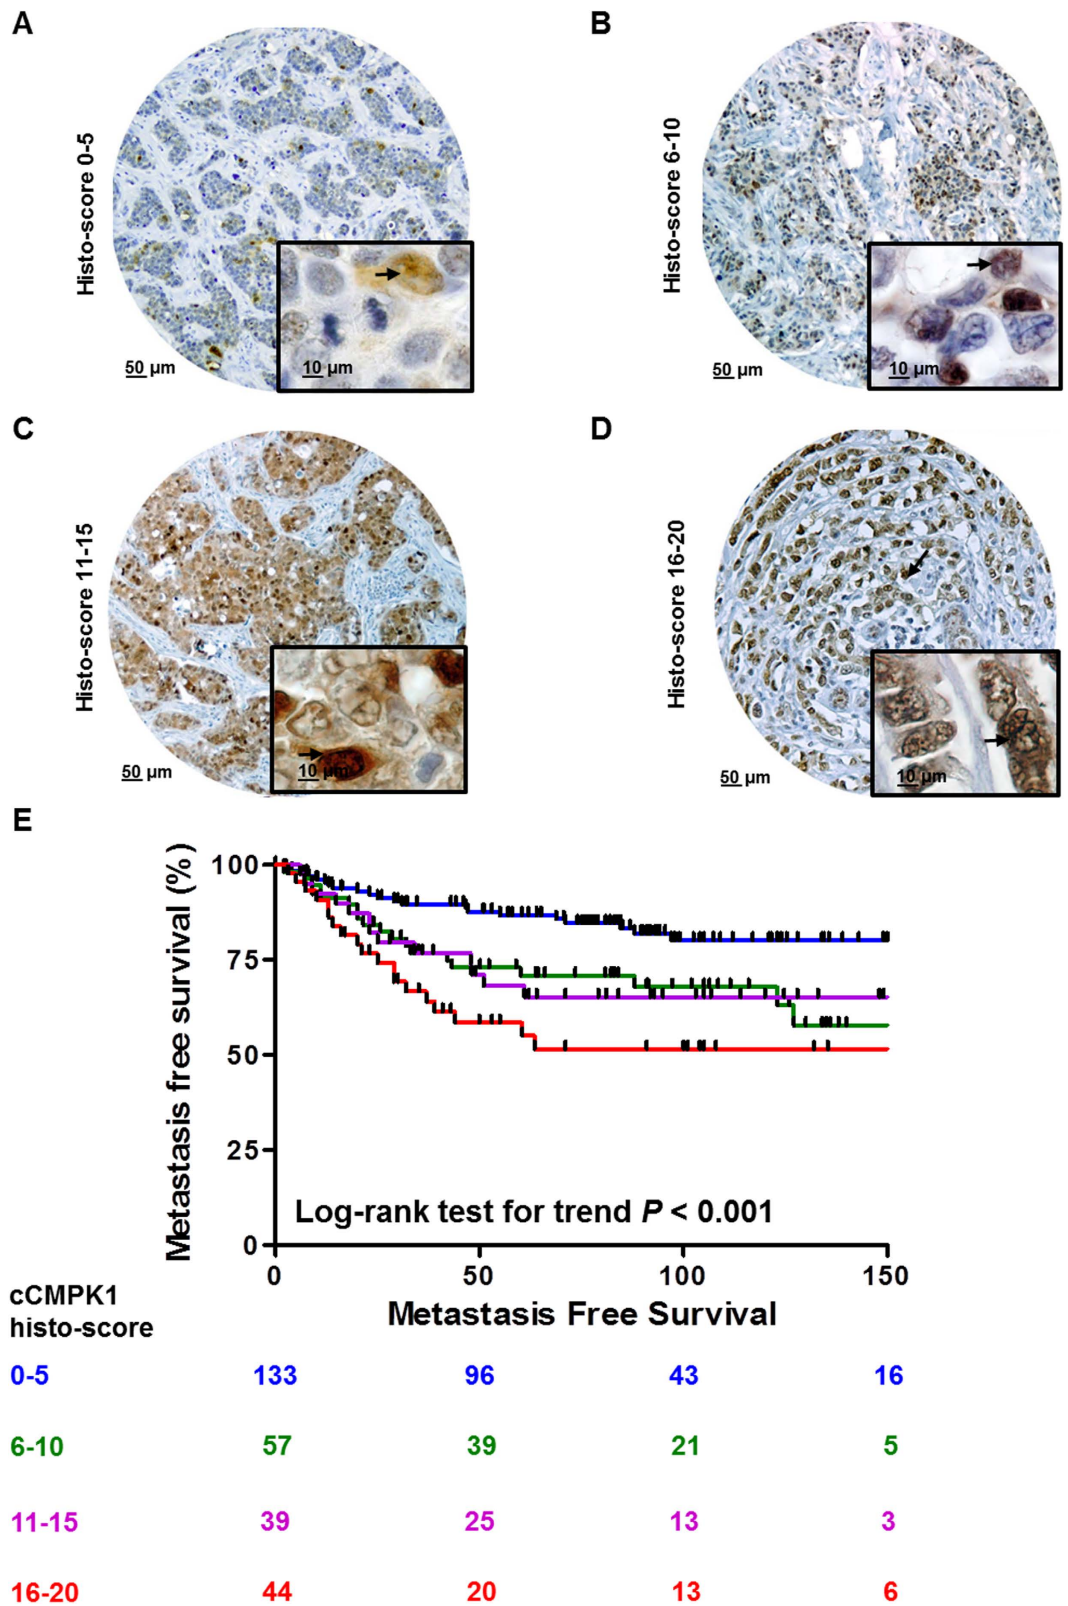 A
B
Histo-score 0-5
Histo-score 6-10
50 µm
10 µm
50 µm
10 µm
C
D
Histo-score 11-15
Histo-score 16-20
50 µm
10 µm
50 µm
10 µm
E
Metastasis free survival (%)
100
75
50
25
0
Log-rank test for trend P < 0.001
0 50 100 150
Metastasis Free Survival
cCMPK1
histo-score
0-5 133 96 43 16
6-10 57 39 21 5
11-15 39 25 13 3
16-20 44 20 13 6